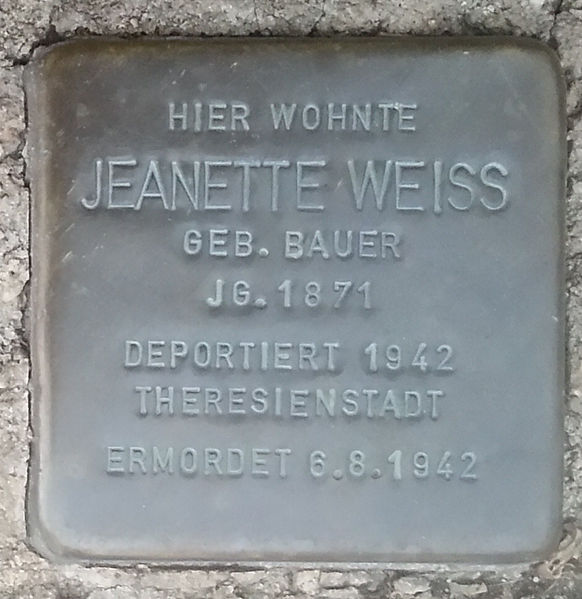 HIER WOHNTE
JEANETTE WEISS
GEB. BAUER
JG. 1871
DEPORTIERT 1942
THERESIENSTADT
ERMORDET 6.8.1942